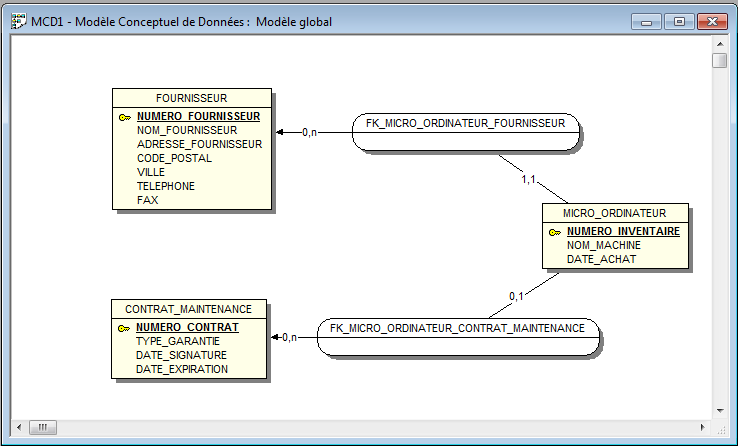 MCD1 - Modèle Conceptuel de Données : Modèle global
FOURNISSEUR
NUMERO_FOURNISSEUR
NOM_FOURNISSEUR
ADRESSE_FOURNISSEUR
CODE_POSTAL
VILLE
TELEPHONE
FAX
0,n
FK_MICRO_ORDINATEUR_FOURNISSEUR
1,1
MICRO_ORDINATEUR
NUMERO_INVENTAIRE
NOM_MACHINE
DATE_ACHAT
0,1
CONTRAT_MAINTENANCE
NUMERO_CONTRAT
TYPE_GARANTIE
DATE_SIGNATURE
DATE_EXPIRATION
0,n
FK_MICRO_ORDINATEUR_CONTRAT_MAINTENANCE